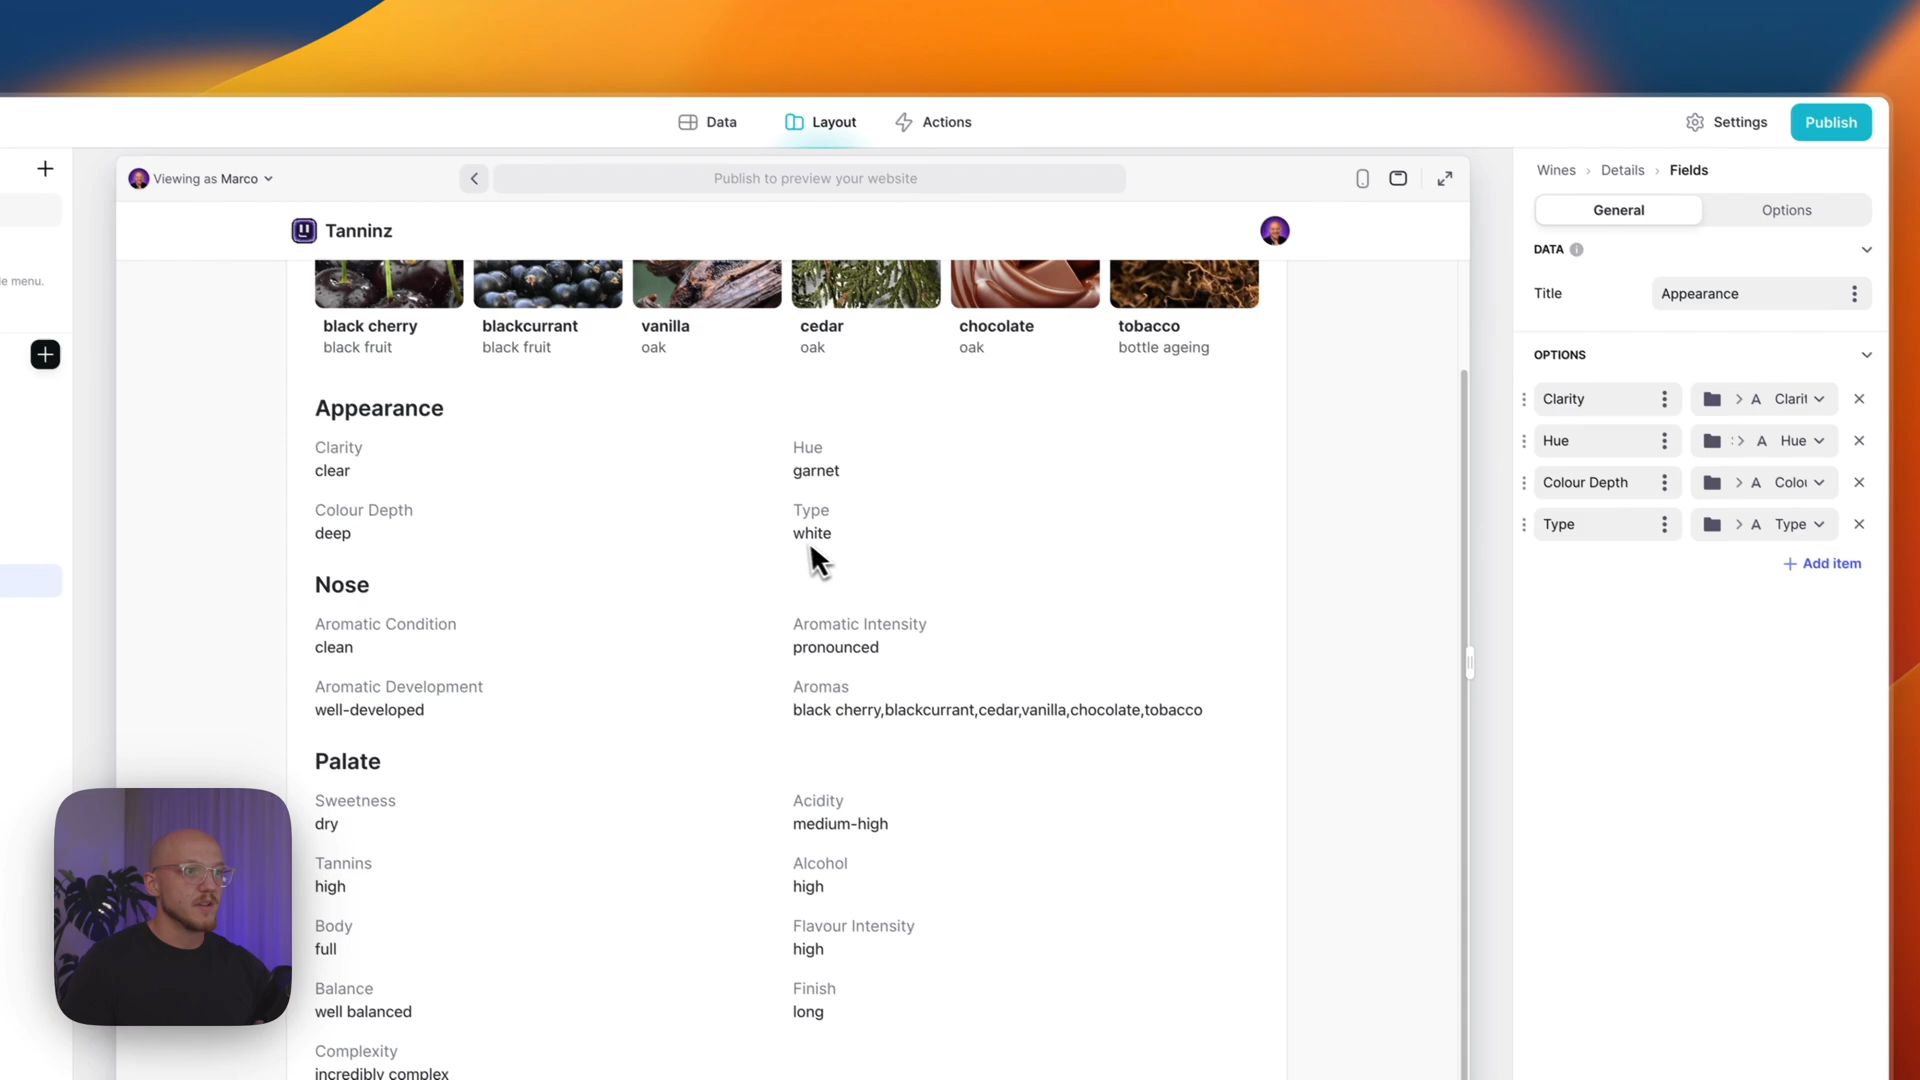 Data
Layout
Actions
Settings
Publish
Viewing as Marco
Publish to preview your website
Wines > Details > Fields
General
Options
Tanninz
DATA
le menu.
Title
Appearance
black cherry
blackcurrant
vanilla
cedar
chocolate
tobacco
black fruit
black fruit
oak
oak
oak
bottle ageing
OPTIONS
Clarity
A Clarit
Hue
A Hue
Colour Depth
A Colou
Type
A Type
+ Add item
Appearance
Clarity
clear
Hue
garnet
Colour Depth
deep
Type
white
Nose
Aromatic Condition
clean
Aromatic Intensity
pronounced
Aromatic Development
well-developed
Aromas
black cherry,blackcurrant,cedar,vanilla,chocolate,tobacco
Palate
Sweetness
dry
Acidity
medium-high
Tannins
high
Alcohol
high
Body
full
Flavour Intensity
high
Balance
well balanced
Finish
long
Complexity
incredibly complex